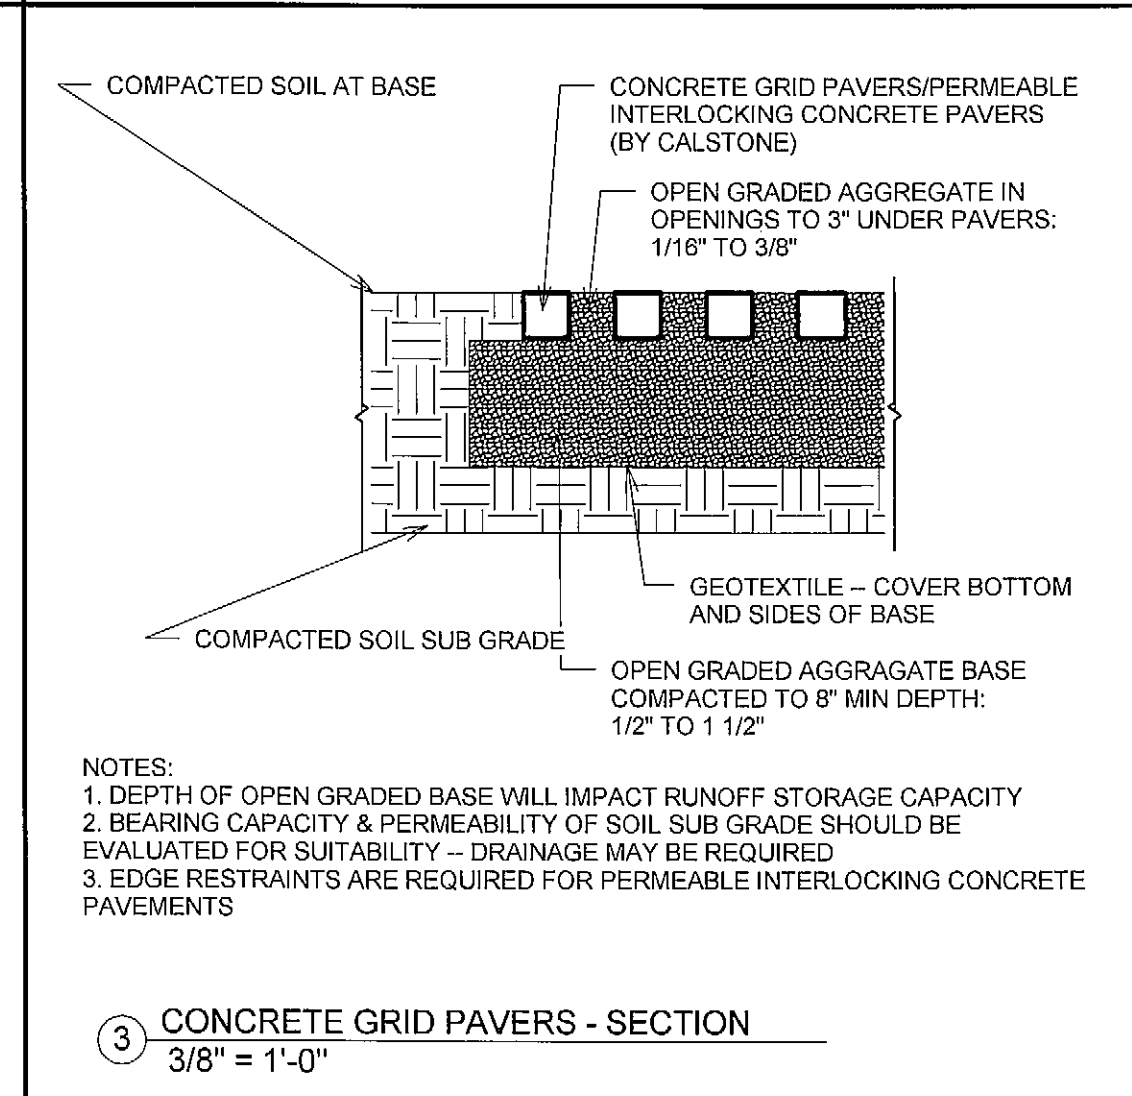 COMPACTED SOIL AT BASE
CONCRETE GRID PAVERS/PERMEABLE
INTERLOCKING CONCRETE PAVERS
(BY CALSTONE)
OPEN GRADED AGGREGATE IN
OPENINGS TO 3" UNDER PAVERS:
1/16" TO 3/8"
GEOTEXTILE -- COVER BOTTOM
AND SIDES OF BASE
COMPACTED SOIL SUB GRADE
OPEN GRADED AGGRAGATE BASE
COMPACTED TO 8" MIN DEPTH:
1/2" TO 1 1/2"
NOTES:
1. DEPTH OF OPEN GRADED BASE WILL IMPACT RUNOFF STORAGE CAPACITY
2. BEARING CAPACITY & PERMEABILITY OF SOIL SUB GRADE SHOULD BE
EVALUATED FOR SUITABILITY -- DRAINAGE MAY BE REQUIRED
3. EDGE RESTRAINTS ARE REQUIRED FOR PERMEABLE INTERLOCKING CONCRETE
PAVEMENTS
3 CONCRETE GRID PAVERS - SECTION
3/8" = 1'-0"